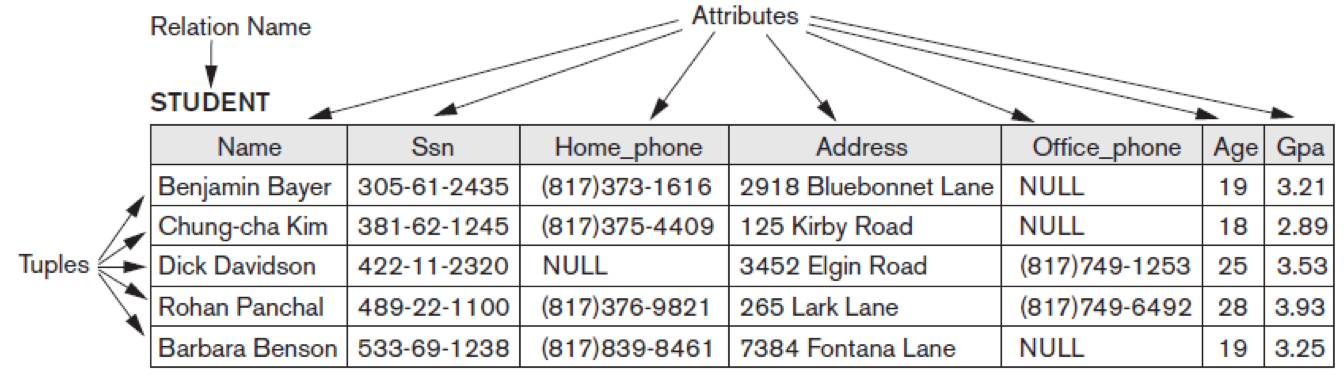 Attributes
Relation Name
STUDENT
Name Ssn Home_phone Address Office_phone Age Gpa
Benjamin Bayer 305-61-2435 (817)373-1616 2918 Bluebonnet Lane NULL 19 3.21
Chung-cha Kim 381-62-1245 (817)375-4409 125 Kirby Road NULL 18 2.89
Tuples Dick Davidson 422-11-2320 NULL 3452 Elgin Road (817)749-1253 25 3.53
Rohan Panchal 489-22-1100 (817)376-9821 265 Lark Lane (817)749-6492 28 3.93
Barbara Benson 533-69-1238 (817)839-8461 7384 Fontana Lane NULL 19 3.25